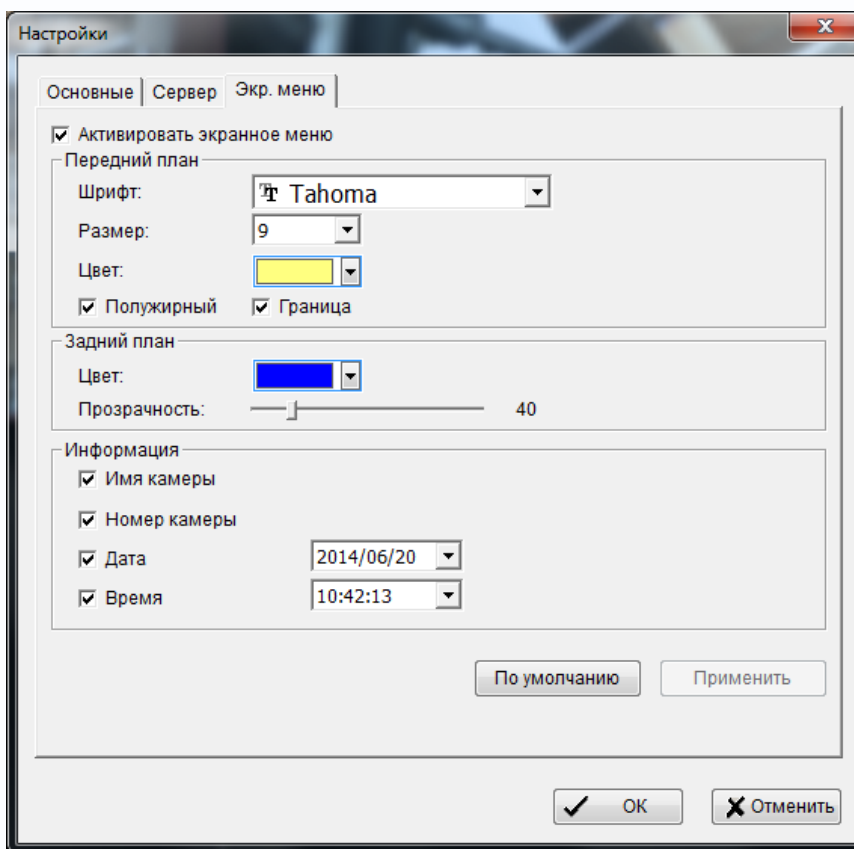 Настройки
Основные Сервер Экр. меню
Активировать экранное меню
Передний план
Шрифт: Tahoma
Размер: 9
Цвет:
Полужирный Граница
Задний план
Цвет:
Прозрачность: 40
Информация
Имя камеры
Номер камеры
Дата 2014/06/20
Время 10:42:13
По умолчанию Применить
OK Отменить